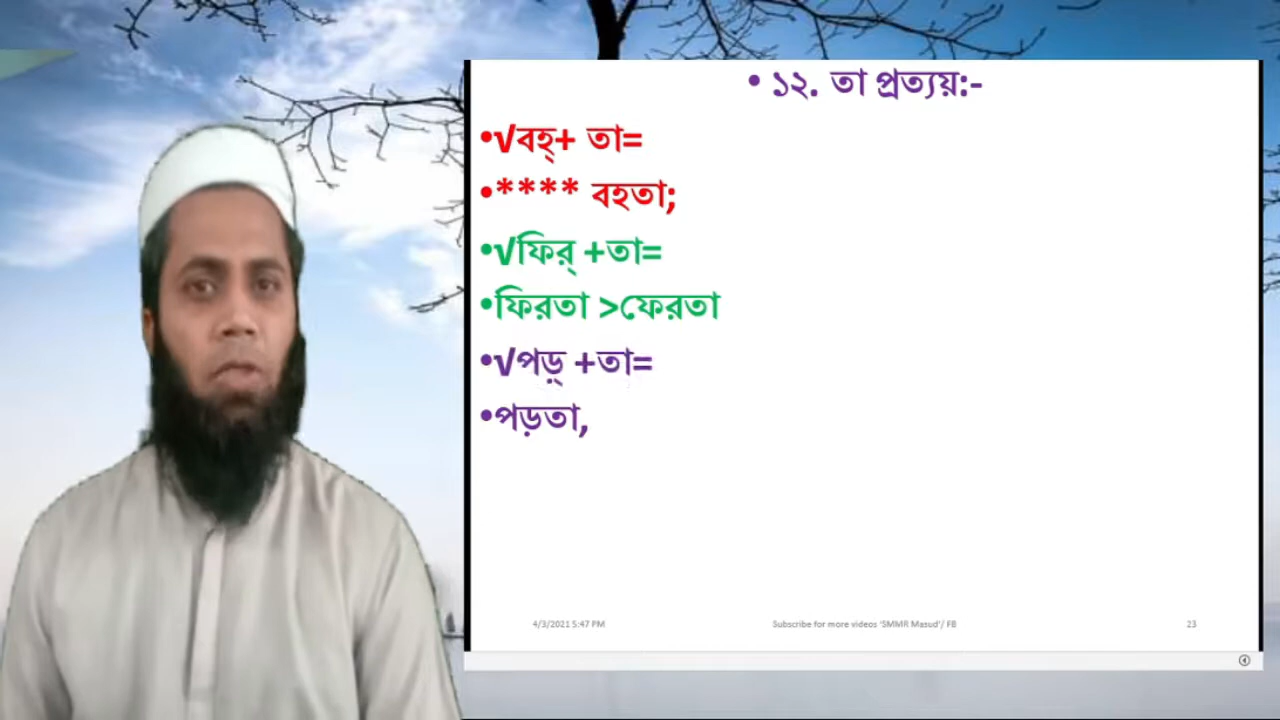 • ১২. তা প্রত্যয়:-
•√বহ্+ তা=
•**** বহতা;
•√ফির্ +তা=
•ফিরতা >ফেরতা
•√পড়্ +তা=
•পড়তা,
4/3/2021 5:47 PM Subscribe for more videos 'SMMR Masud'/ FB 23